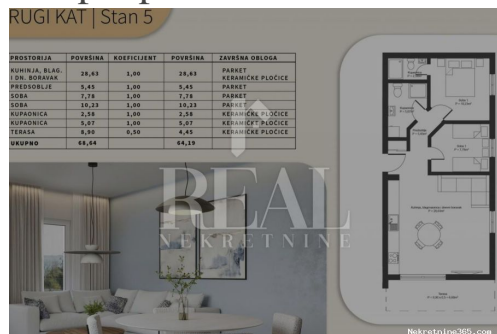 RUGI KAT | Stan 5
PROSTORIJA POVRŠINA KOEFICIJENT POVRŠINA ZAVRŠNA OBLOGA
KUHINJA, BLAG. I DN. BORAVAK 28,63 1,00 28,63 PARKET KERAMIČKE PLOČICE
PREDSOBLJE 5,45 1,00 5,45 PARKET
SOBA 7,78 1,00 7,78 PARKET
SOBA 10,23 1,00 10,23 PARKET
KUPAONICA 2,58 1,00 2,58 KERAMIČKE PLOČICE
KUPAONICA 5,07 1,00 5,07 KERAMIČKE PLOČICE
TERASA 8,90 0,50 4,45 KERAMIČKE PLOČICE
UKUPNO 68,64 64,19
REAL
NEKRETNINE
Nekretnine365.com